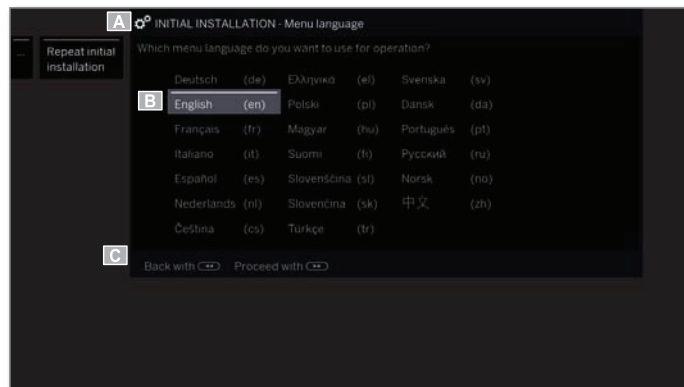 A INITIAL INSTALLATION - Menu language
... Repeat initial
installation
Which menu language do you want to use for operation?
Deutsch (de) Ελληνικά (el) Svenska (sv)
B English (en) Polski (pl) Dansk (da)
Français (fr) Magyar (hu) Português (pt)
Italiano (it) Suomi (fi) Русский (ru)
Español (es) Slovenščina (sl) Norsk (no)
Nederlands (nl) Slovenčina (sk) 中文 (zh)
Čeština (cs) Türkçe (tr)
C
Back with Proceed with